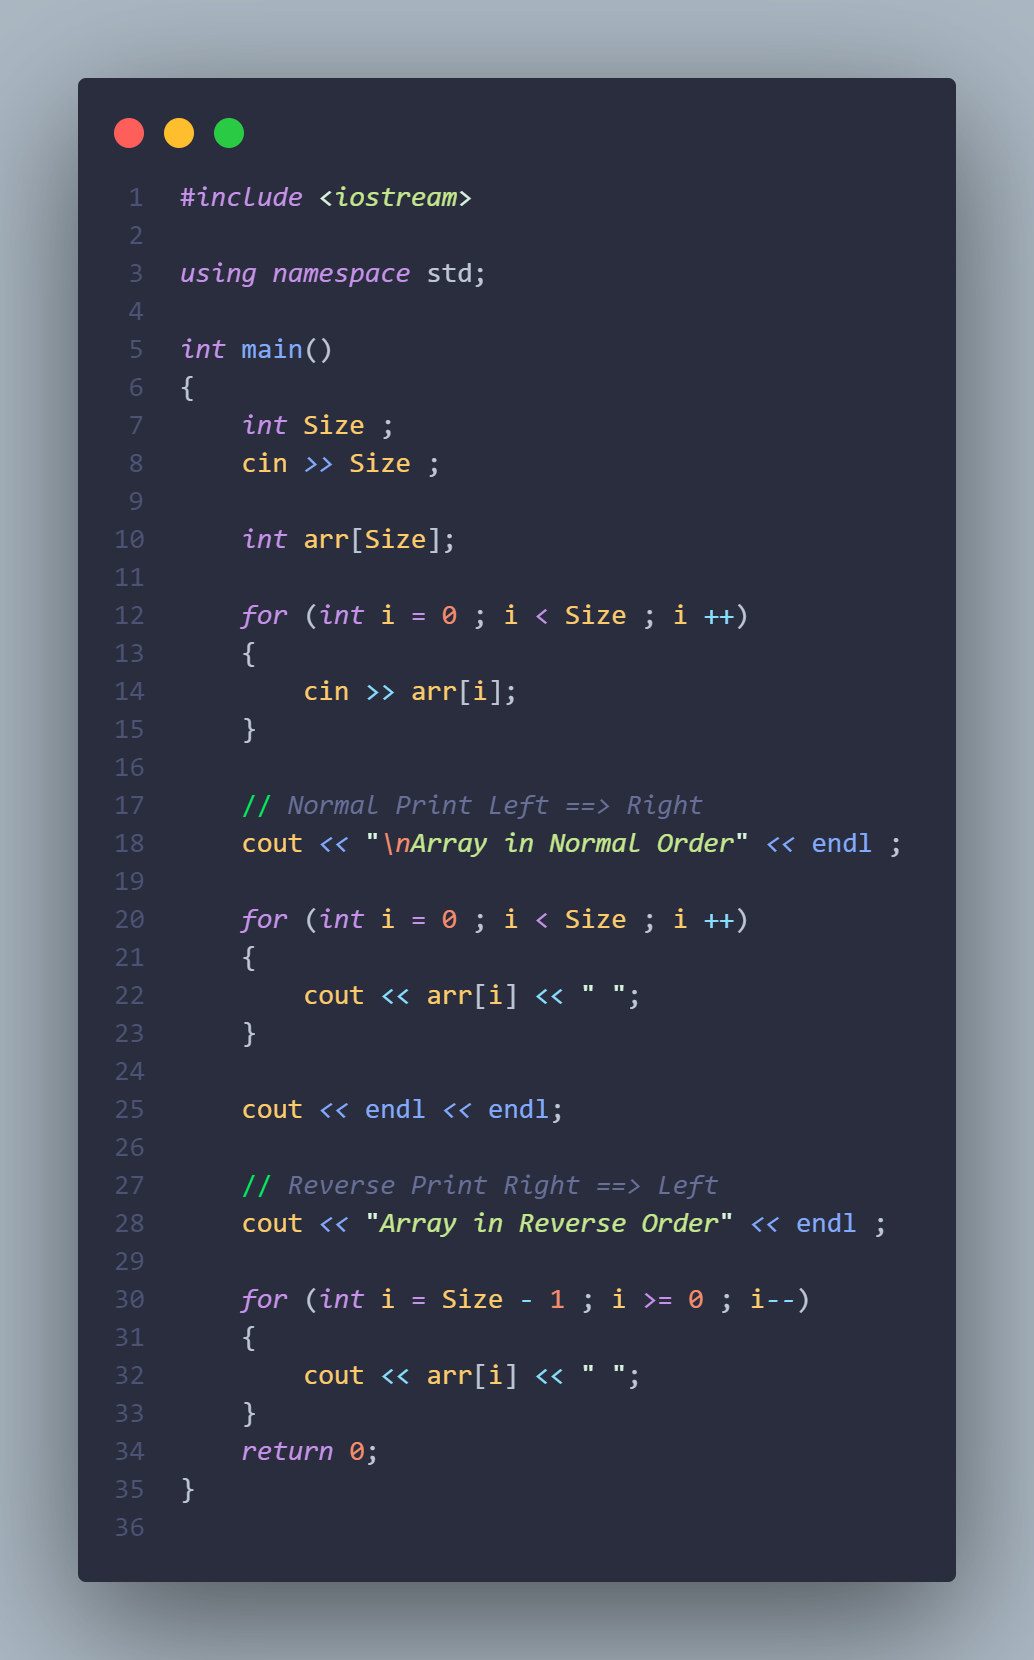 1 #include <iostream>
2
3 using namespace std;
4
5 int main()
6 {
7     int Size ;
8     cin >> Size ;
9
10     int arr[Size];
11
12     for (int i = 0 ; i < Size ; i ++)
13     {
14         cin >> arr[i];
15     }
16
17     // Normal Print Left ==> Right
18     cout << "\nArray in Normal Order" << endl ;
19
20     for (int i = 0 ; i < Size ; i ++)
21     {
22         cout << arr[i] << " ";
23     }
24
25     cout << endl << endl;
26
27     // Reverse Print Right ==> Left
28     cout << "Array in Reverse Order" << endl ;
29
30     for (int i = Size - 1 ; i >= 0 ; i--)
31     {
32         cout << arr[i] << " ";
33     }
34     return 0;
35 }
36